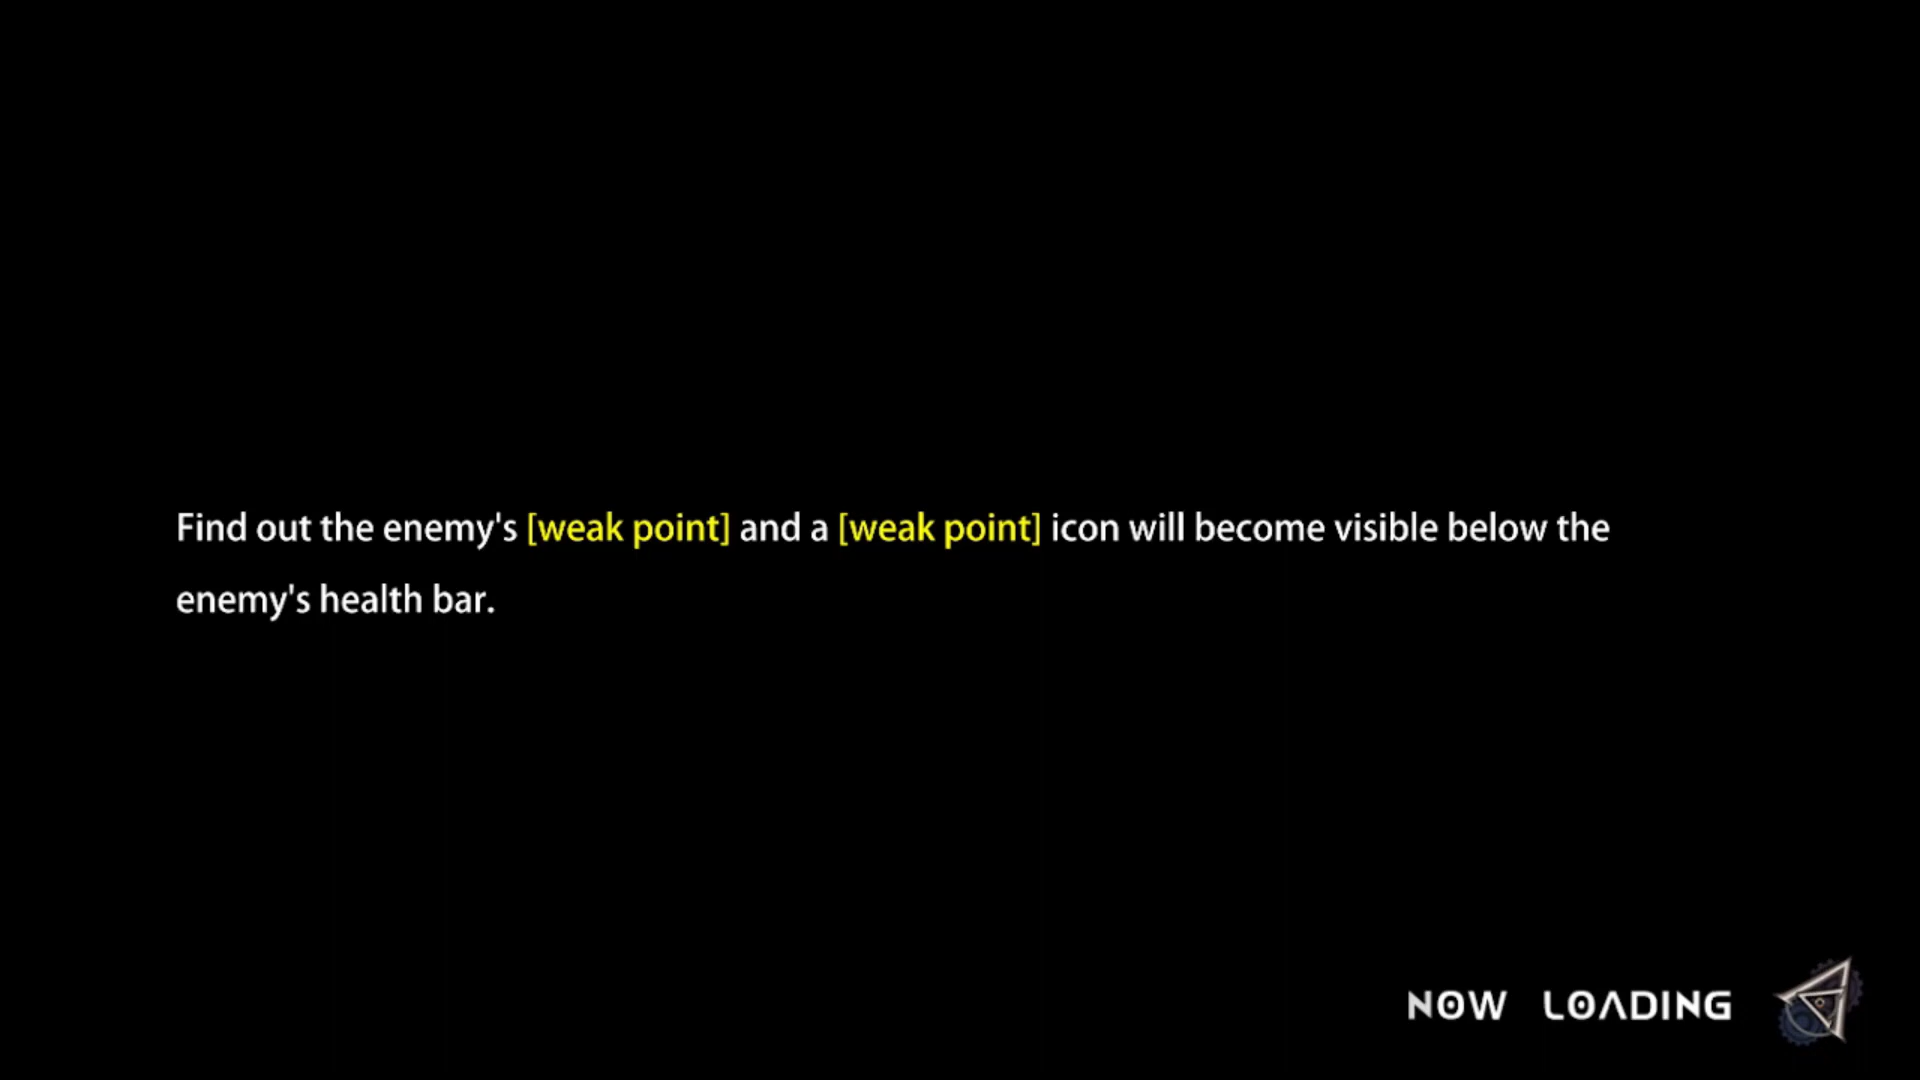 Find out the enemy's [weak point] and a [weak point] icon will become visible below the
enemy's health bar.
NOW LOADING